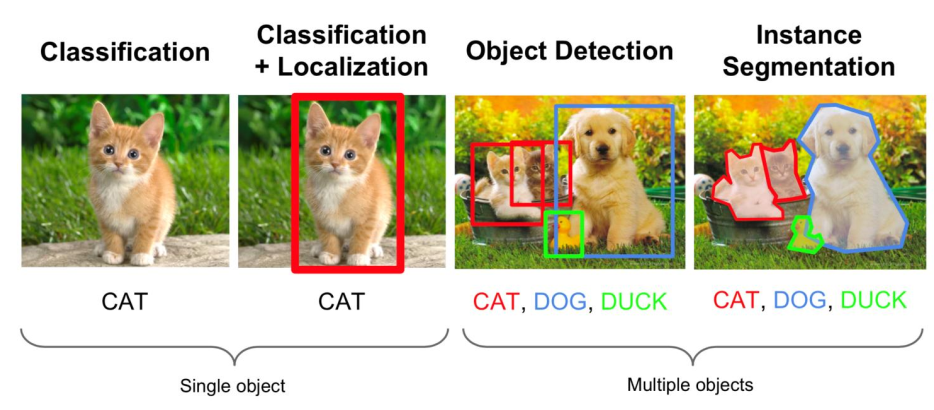 Classification
Classification
+ Localization
Object Detection
Instance
Segmentation
CAT
CAT
CAT, DOG, DUCK
CAT, DOG, DUCK
Single object
Multiple objects